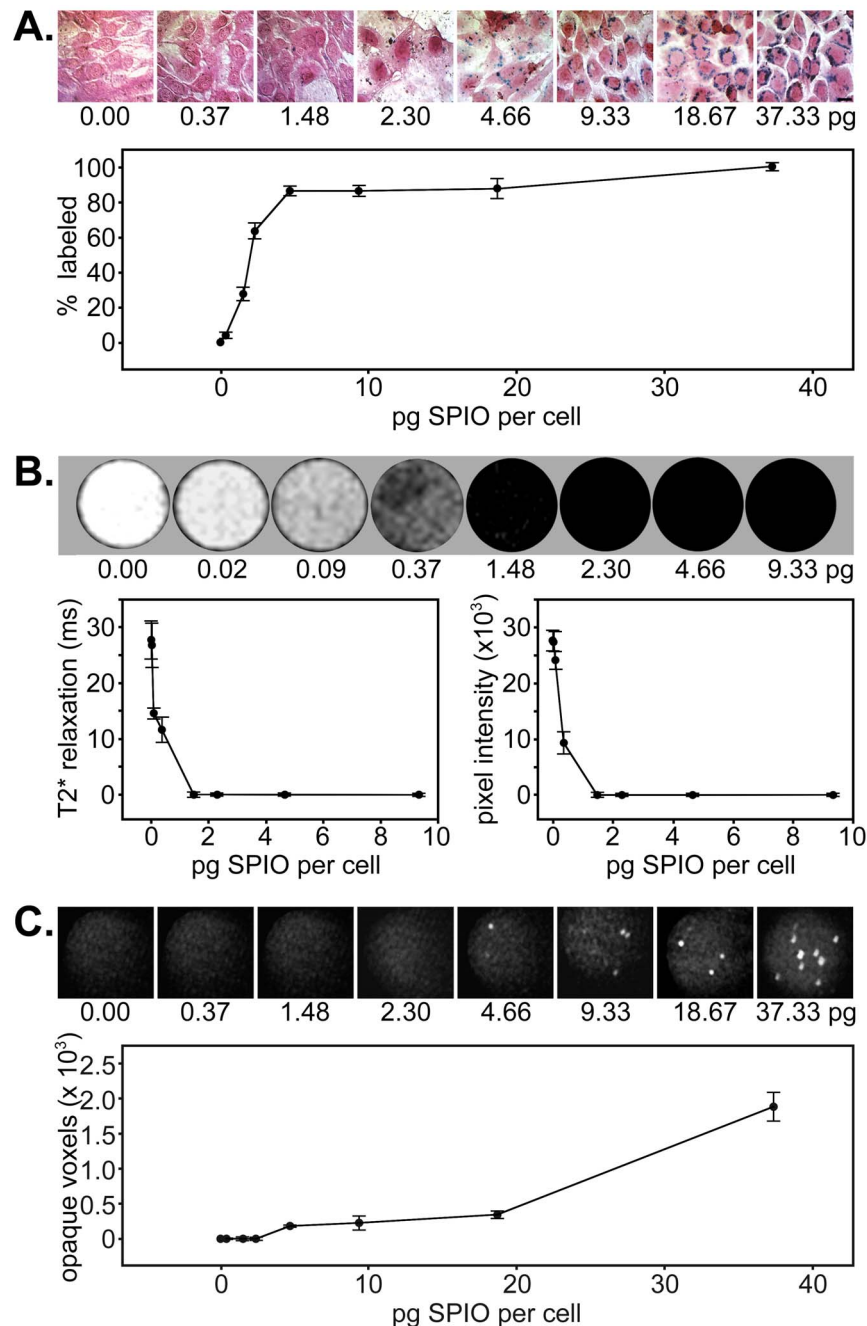 A.
0.00 0.37 1.48 2.30 4.66 9.33 18.67 37.33 pg
100
80
60
40
20
0
% labeled
0 10 20 30 40
pg SPIO per cell
B.
0.00 0.02 0.09 0.37 1.48 2.30 4.66 9.33 pg
30
20
10
0
T2* relaxation (ms)
0 2 4 6 8 10
pg SPIO per cell
30
20
10
0
pixel intensity (x10³)
0 2 4 6 8 10
pg SPIO per cell
C.
0.00 0.37 1.48 2.30 4.66 9.33 18.67 37.33 pg
2.5
2.0
1.5
1.0
0.5
0
opaque voxels (x 10³)
0 10 20 30 40
pg SPIO per cell